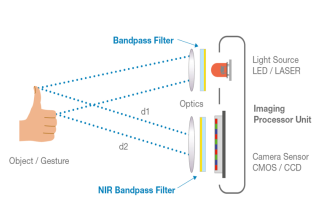 Bandpass Filter
Light Source
LED / LASER
Optics
Imaging
Processor Unit
d1
d2
Object / Gesture
Camera Sensor
CMOS / CCD
NIR Bandpass Filter